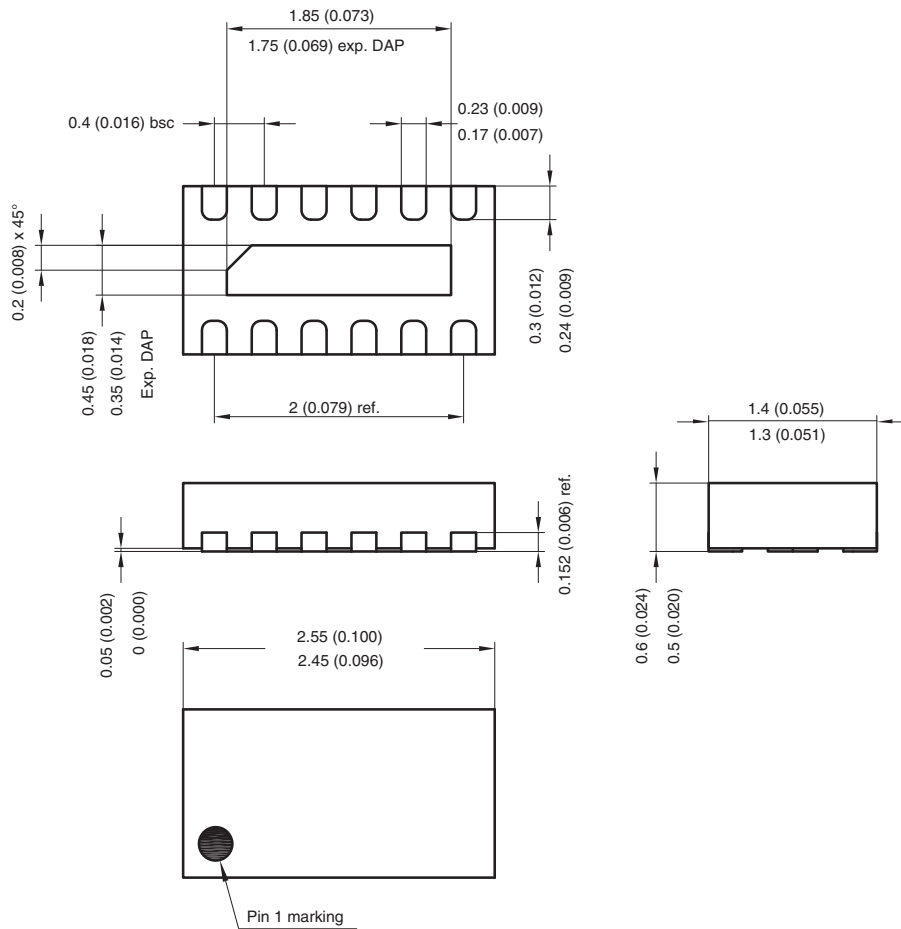 1.85 (0.073)
1.75 (0.069) exp. DAP
0.4 (0.016) bsc
0.23 (0.009)
0.17 (0.007)
0.2 (0.008) x 45°
0.45 (0.018)
0.35 (0.014)
Exp. DAP
0.3 (0.012)
0.24 (0.009)
2 (0.079) ref.
1.4 (0.055)
1.3 (0.051)
0.05 (0.002)
0 (0.000)
0.152 (0.006) ref.
0.6 (0.024)
0.5 (0.020)
2.55 (0.100)
2.45 (0.096)
Pin 1 marking